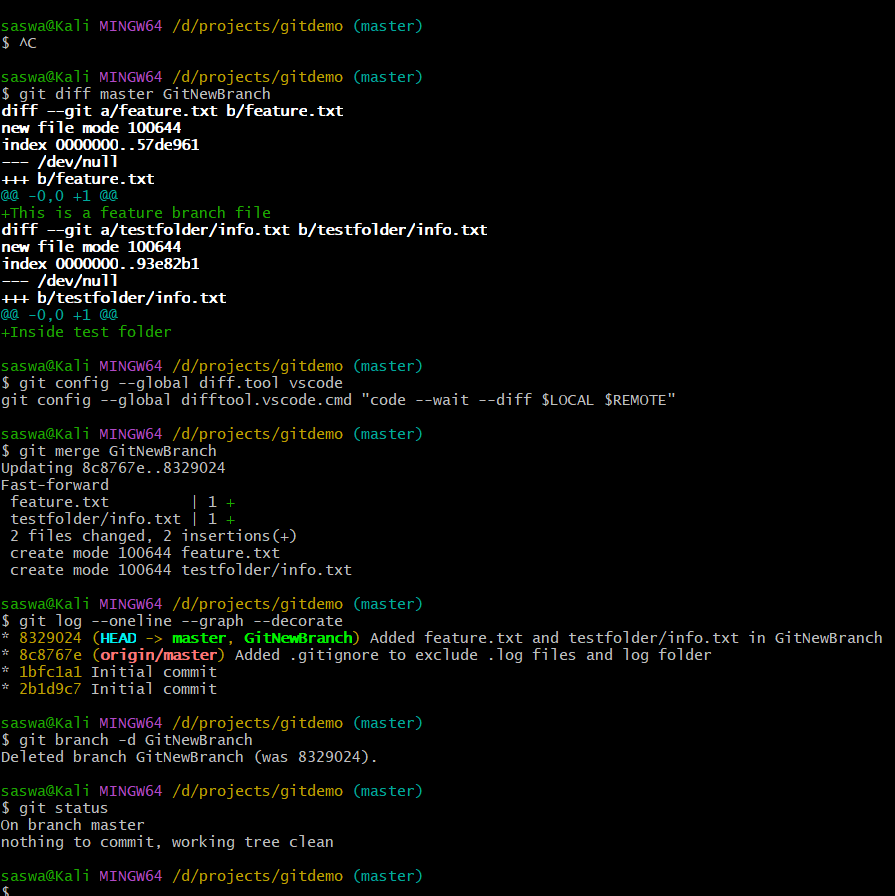 saswa@Kali MINGW64 /d/projects/gitdemo (master)
$ ^C
saswa@Kali MINGW64 /d/projects/gitdemo (master)
$ git diff master GitNewBranch
diff --git a/feature.txt b/feature.txt
new file mode 100644
index 0000000..57de961
--- /dev/null
+++ b/feature.txt
@@ -0,0 +1 @@
+This is a feature branch file
diff --git a/testfolder/info.txt b/testfolder/info.txt
new file mode 100644
index 0000000..93e82b1
--- /dev/null
+++ b/testfolder/info.txt
@@ -0,0 +1 @@
+Inside test folder
saswa@Kali MINGW64 /d/projects/gitdemo (master)
$ git config --global diff.tool vscode
git config --global difftool.vscode.cmd "code --wait --diff $LOCAL $REMOTE"
saswa@Kali MINGW64 /d/projects/gitdemo (master)
$ git merge GitNewBranch
Updating 8c8767e..8329024
Fast-forward
 feature.txt         | 1 +
 testfolder/info.txt | 1 +
 2 files changed, 2 insertions(+)
 create mode 100644 feature.txt
 create mode 100644 testfolder/info.txt
saswa@Kali MINGW64 /d/projects/gitdemo (master)
$ git log --oneline --graph --decorate
* 8329024 (HEAD -> master, GitNewBranch) Added feature.txt and testfolder/info.txt in GitNewBranch
* 8c8767e (origin/master) Added .gitignore to exclude .log files and log folder
* 1bfc1a1 Initial commit
* 2b1d9c7 Initial commit
saswa@Kali MINGW64 /d/projects/gitdemo (master)
$ git branch -d GitNewBranch
Deleted branch GitNewBranch (was 8329024).
saswa@Kali MINGW64 /d/projects/gitdemo (master)
$ git status
On branch master
nothing to commit, working tree clean
saswa@Kali MINGW64 /d/projects/gitdemo (master)
$